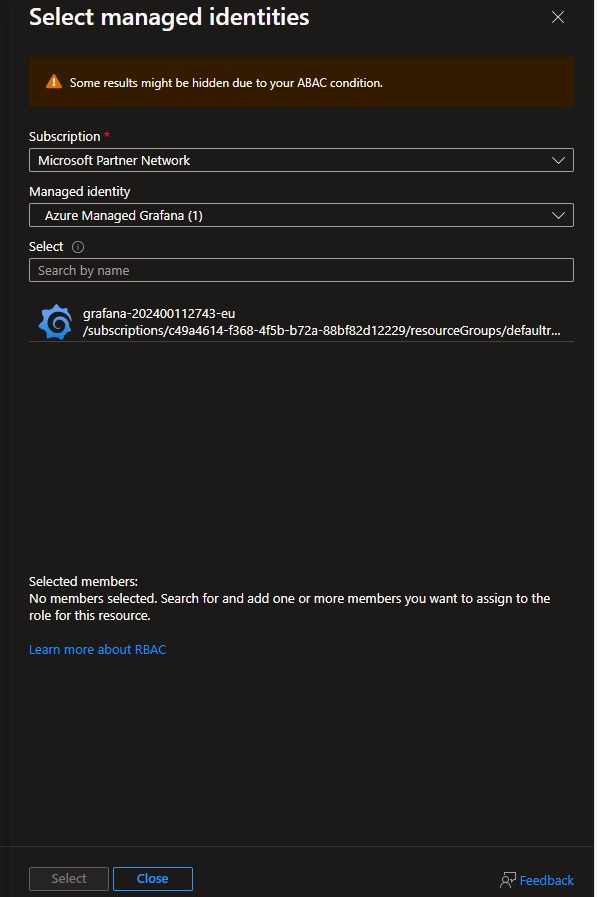 Select managed identities
Some results might be hidden due to your ABAC condition.
Subscription *
Microsoft Partner Network
Managed identity
Azure Managed Grafana (1)
Select
Search by name
grafana-202400112743-eu
/subscriptions/c49a4614-f368-4f5b-b72a-88bf82d12229/resourceGroups/defaultr...
Selected members:
No members selected. Search for and add one or more members you want to assign to the
role for this resource.
Learn more about RBAC
Select
Close
Feedback